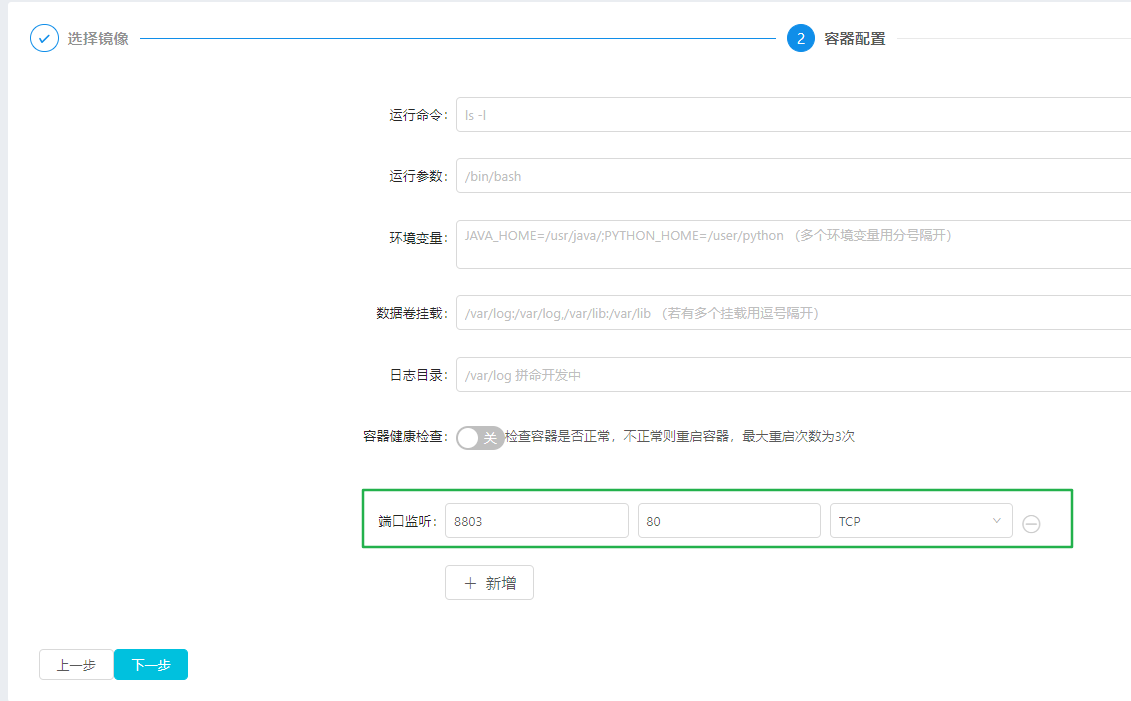 选择镜像
2 容器配置
运行命令： ls -l
运行参数： /bin/bash
环境变量： JAVA_HOME=/usr/java/;PYTHON_HOME=/user/python （多个环境变量用分号隔开）
数据卷挂载： /var/log:/var/log,/var/lib:/var/lib （若有多个挂载用逗号隔开）
日志目录： /var/log 拼命开发中
容器健康检查： 关 检查容器是否正常，不正常则重启容器，最大重启次数为3次
端口监听： 8803 80 TCP
+ 新增
上一步 下一步